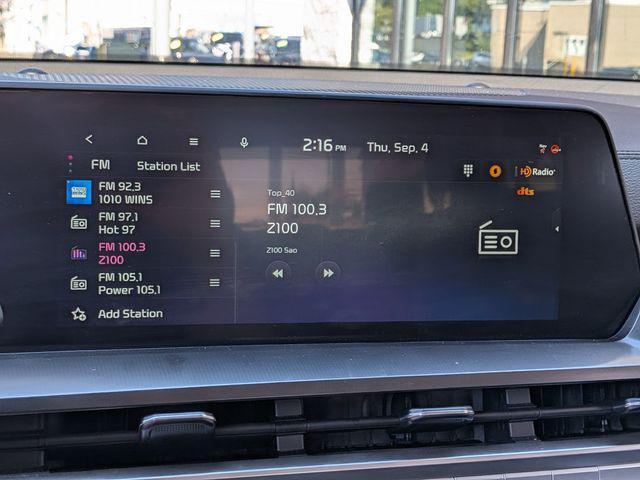 2:16 PM Thu, Sep. 4
FM Station List
HD Radio
dts
FM 92.3
1010 WINS
FM 97.1
Hot 97
FM 100.3
Z100
FM 105.1
Power 105.1
Add Station
Top_40
FM 100.3
Z100
Z100 Sao